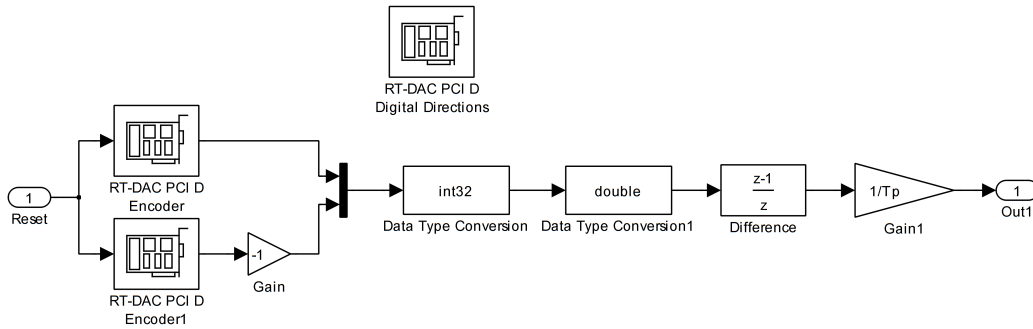 RT-DAC PCI D
Digital Directions
RT-DAC PCI D
Encoder
1
Reset
RT-DAC PCI D
Encoder1
-1
Gain
int32
Data Type Conversion
double
Data Type Conversion1
z-1
z
Difference
1/Tp
Gain1
1
Out1